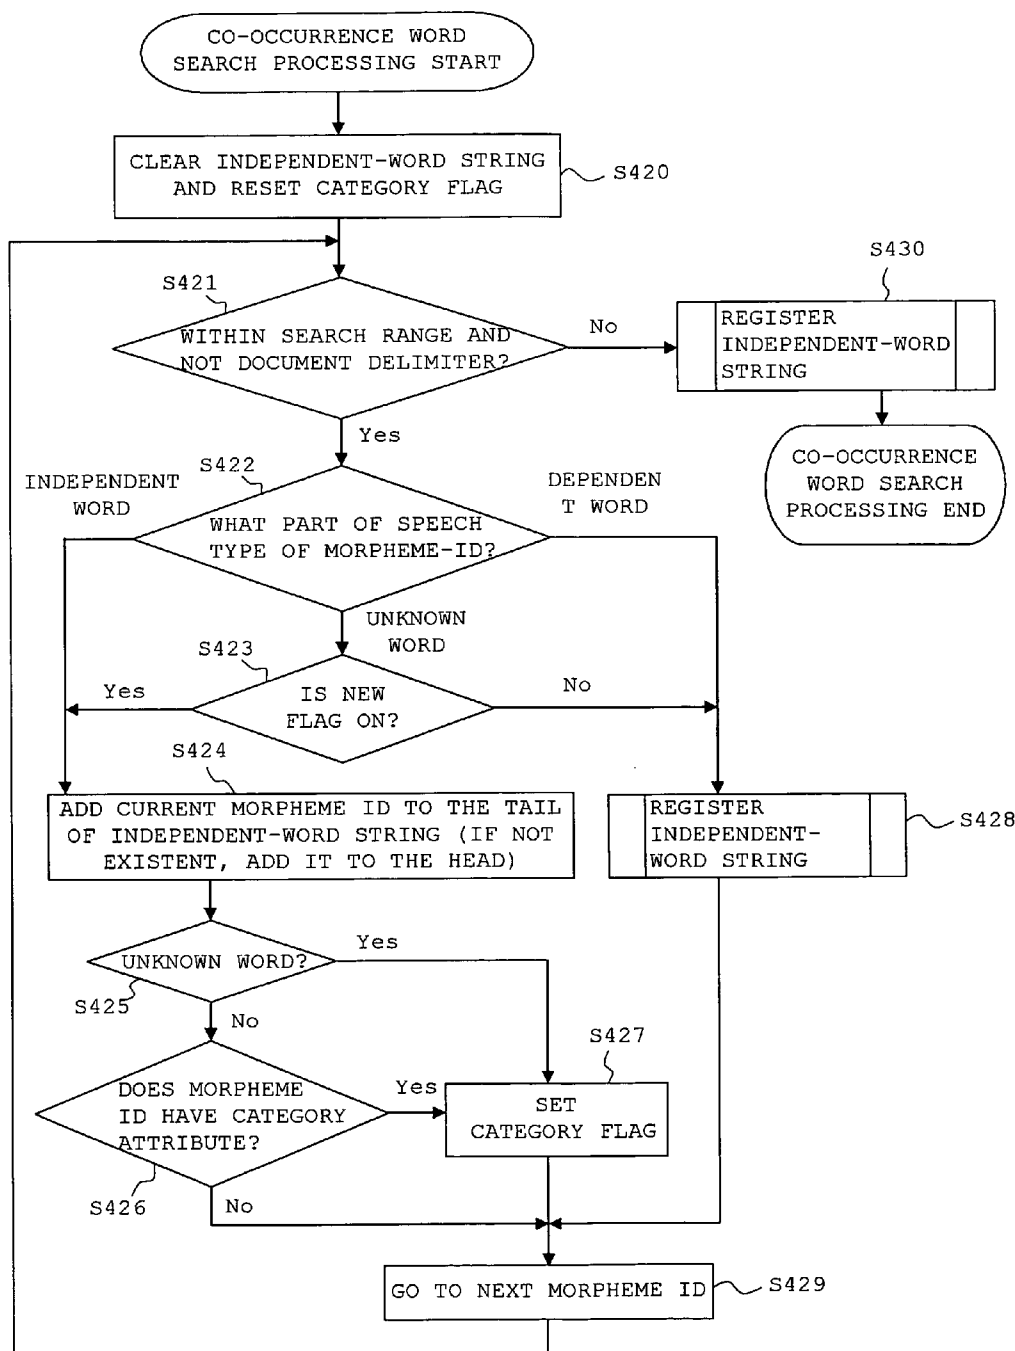 CO-OCCURRENCE WORD
SEARCH PROCESSING START
CLEAR INDEPENDENT-WORD STRING
AND RESET CATEGORY FLAG
S420
S430
S421
WITHIN SEARCH RANGE AND
NOT DOCUMENT DELIMITER?
No
REGISTER
INDEPENDENT-WORD
STRING
Yes
CO-OCCURRENCE
WORD SEARCH
PROCESSING END
S422
INDEPENDENT
WORD
DEPENDEN
T WORD
WHAT PART OF SPEECH
TYPE OF MORPHEME-ID?
UNKNOWN
WORD
S423
Yes
IS NEW
FLAG ON?
No
S424
ADD CURRENT MORPHEME ID TO THE TAIL
OF INDEPENDENT-WORD STRING (IF NOT
EXISTENT, ADD IT TO THE HEAD)
REGISTER
INDEPENDENT-
WORD STRING
S428
UNKNOWN WORD?
Yes
S425
No
S427
DOES MORPHEME
ID HAVE CATEGORY
ATTRIBUTE?
Yes
SET
CATEGORY FLAG
S426
No
GO TO NEXT MORPHEME ID
S429